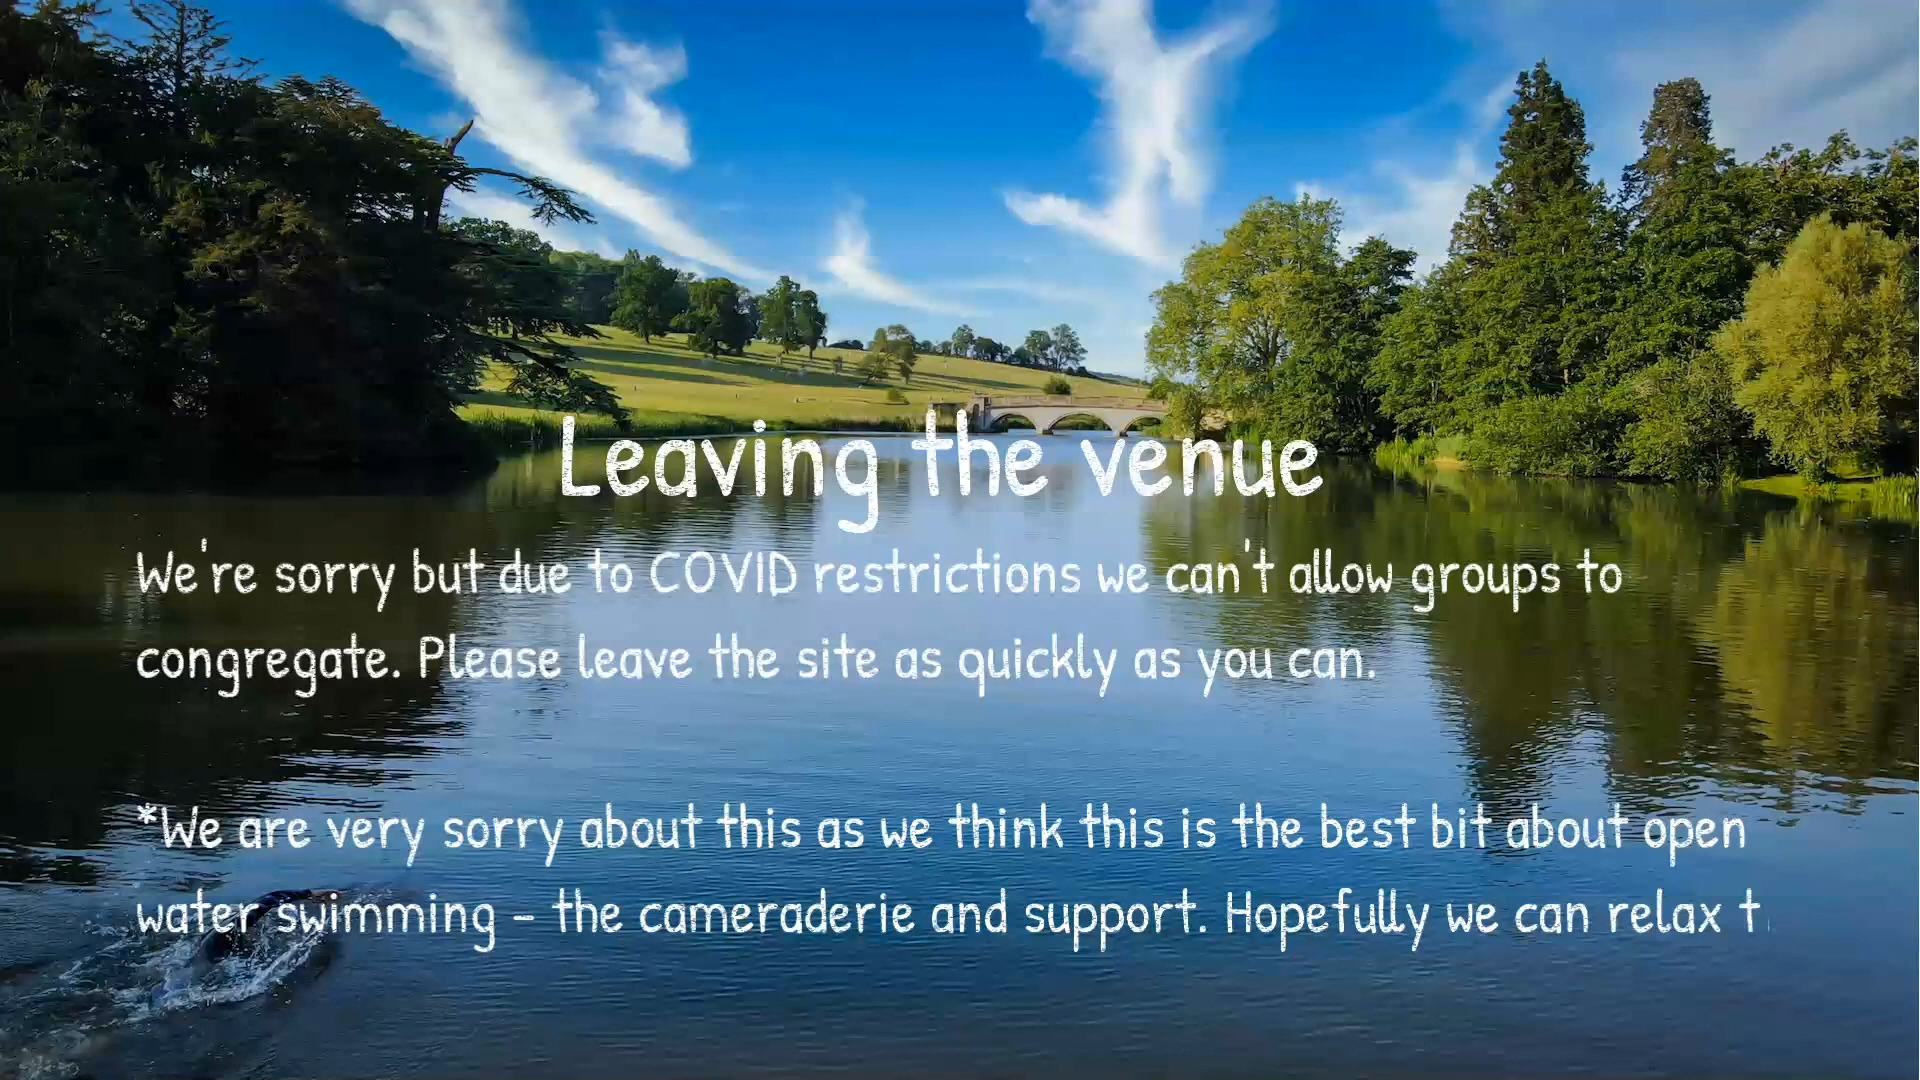 Leaving the venue
We're sorry but due to COVID restrictions we can't allow groups to
congregate. Please leave the site as quickly as you can.
*We are very sorry about this as we think this is the best bit about open
water swimming - the cameraderie and support. Hopefully we can relax t